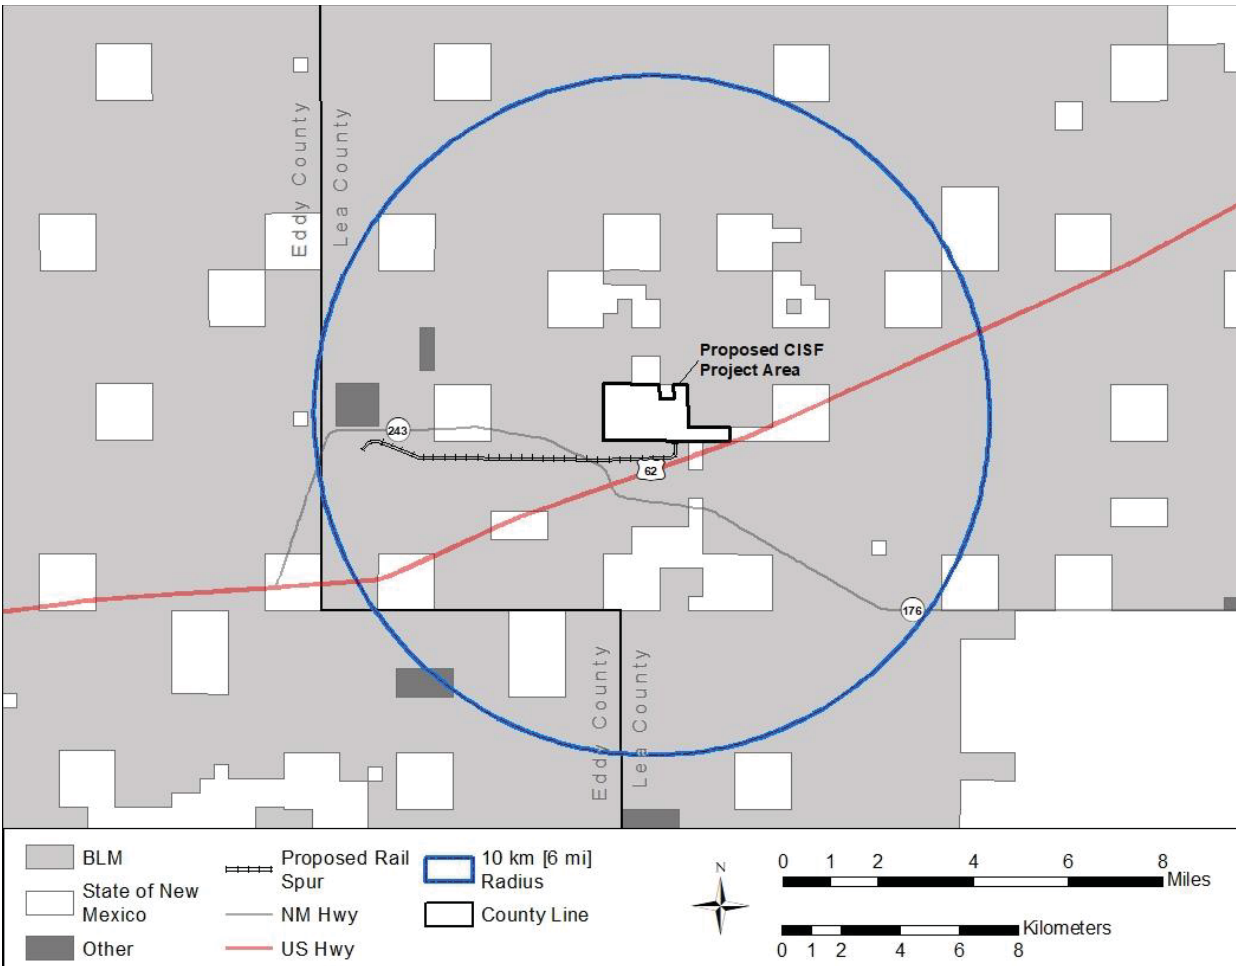 Eddy County
Lea County
Proposed CISF
Project Area
243
62
176
Eddy County
Lea County
BLM
State of New
Mexico
Other
Proposed Rail
Spur
NM Hwy
US Hwy
10 km [6 mi]
Radius
County Line
N
0 1 2 4 6 8
Miles
Kilometers
0 1 2 4 6 8